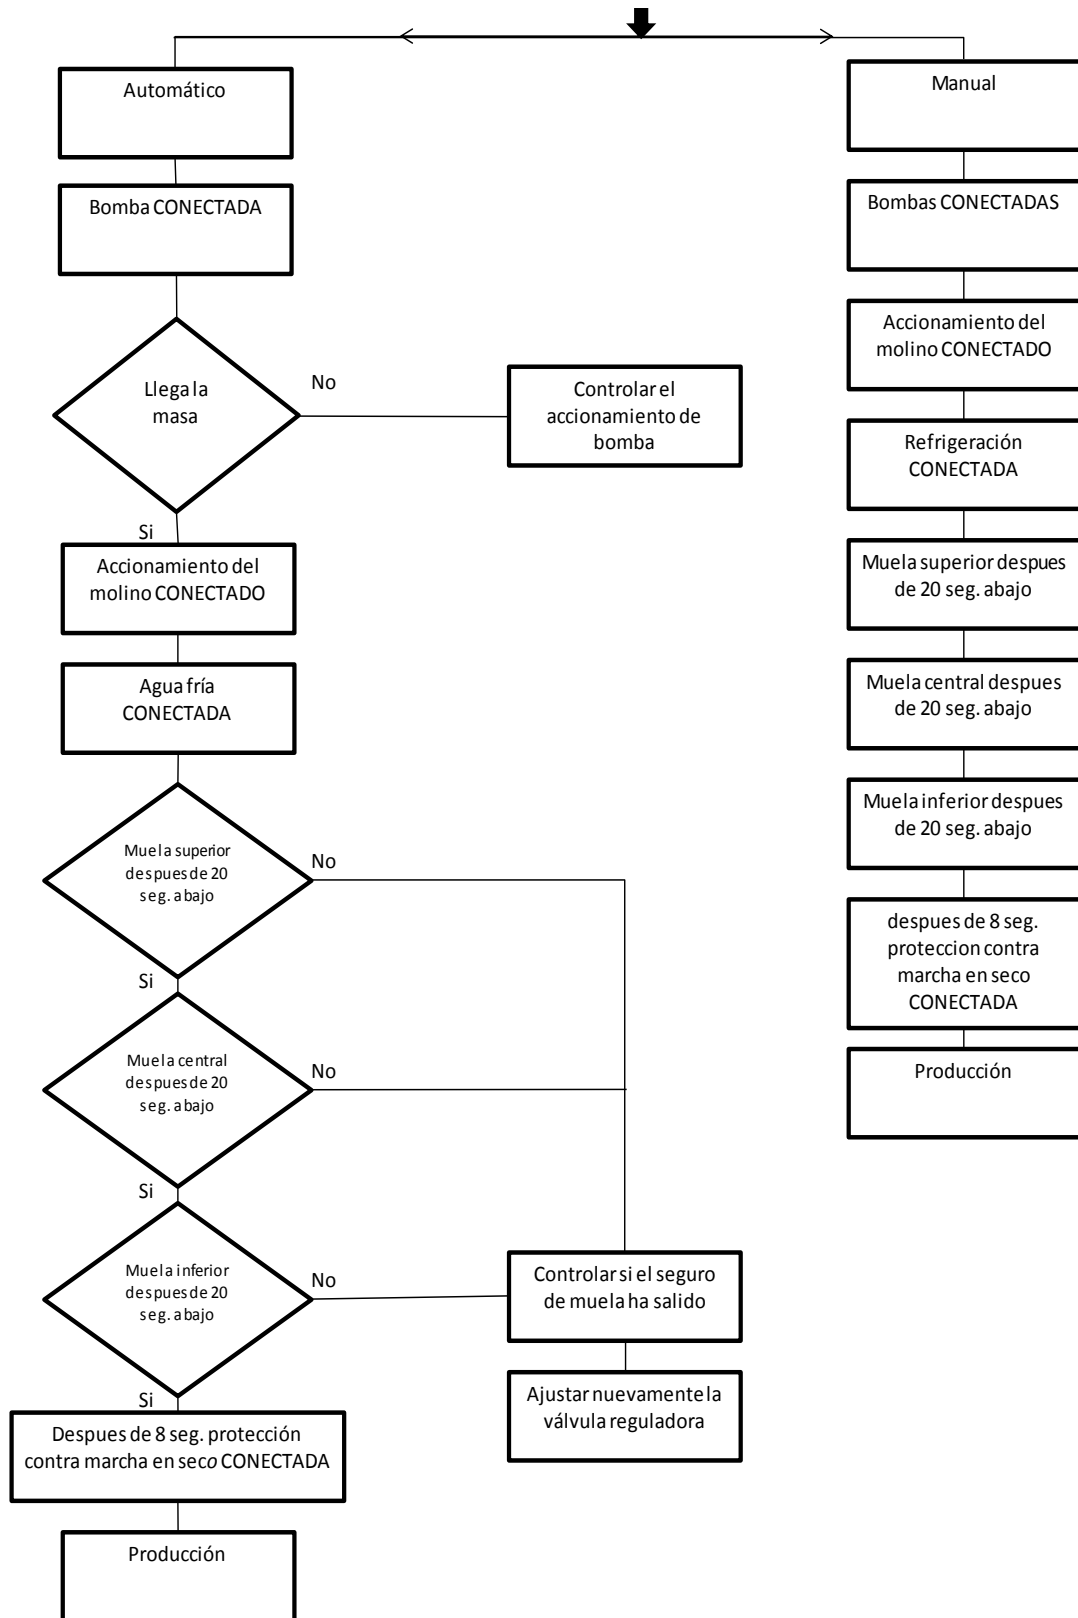 Automático
Bomba CONECTADA
Llega la
masa
No
Controlar el
accionamiento de
bomba
Si
Accionamiento del
molino CONECTADO
Agua fría
CONECTADA
Muela superior
despues de 20
seg. abajo
No
Si
Muela central
despues de 20
seg. abajo
No
Si
Muela inferior
despues de 20
seg. abajo
No
Controlar si el seguro
de muela ha salido
Ajustar nuevamente la
válvula reguladora
Si
Despues de 8 seg. protección
contra marcha en seco CONECTADA
Producción
Manual
Bombas CONECTADAS
Accionamiento del
molino CONECTADO
Refrigeración
CONECTADA
Muela superior despues
de 20 seg. abajo
Muela central despues
de 20 seg. abajo
Muela inferior despues
de 20 seg. abajo
despues de 8 seg.
proteccion contra
marcha en seco
CONECTADA
Producción